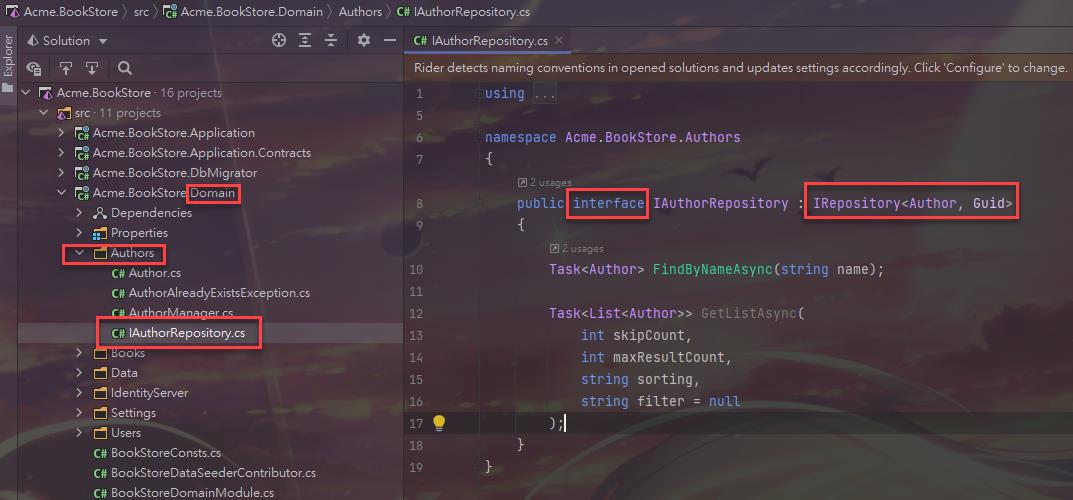 Acme.BookStore > src > Acme.BookStore.Domain > Authors > IAuthorRepository.cs
Explorer
Solution
Acme.BookStore · 16 projects
src · 11 projects
Acme.BookStore.Application
Acme.BookStore.Application.Contracts
Acme.BookStore.DbMigrator
Acme.BookStore.Domain
Dependencies
Properties
Authors
Author.cs
AuthorAlreadyExistsException.cs
AuthorManager.cs
IAuthorRepository.cs
Books
Data
IdentityServer
Settings
Users
BookStoreConsts.cs
BookStoreDataSeederContributor.cs
BookStoreDomainModule.cs
IAuthorRepository.cs
Rider detects naming conventions in opened solutions and updates settings accordingly. Click 'Configure' to change.
1 using ...
5
6 namespace Acme.BookStore.Authors
7 {
2 usages
8 public interface IAuthorRepository : IRepository<Author, Guid>
9 {
2 usages
10 Task<Author> FindByNameAsync(string name);
11
12 Task<List<Author>> GetListAsync(
13 int skipCount,
14 int maxResultCount,
15 string sorting,
16 string filter = null
17 );
18 }
19 }